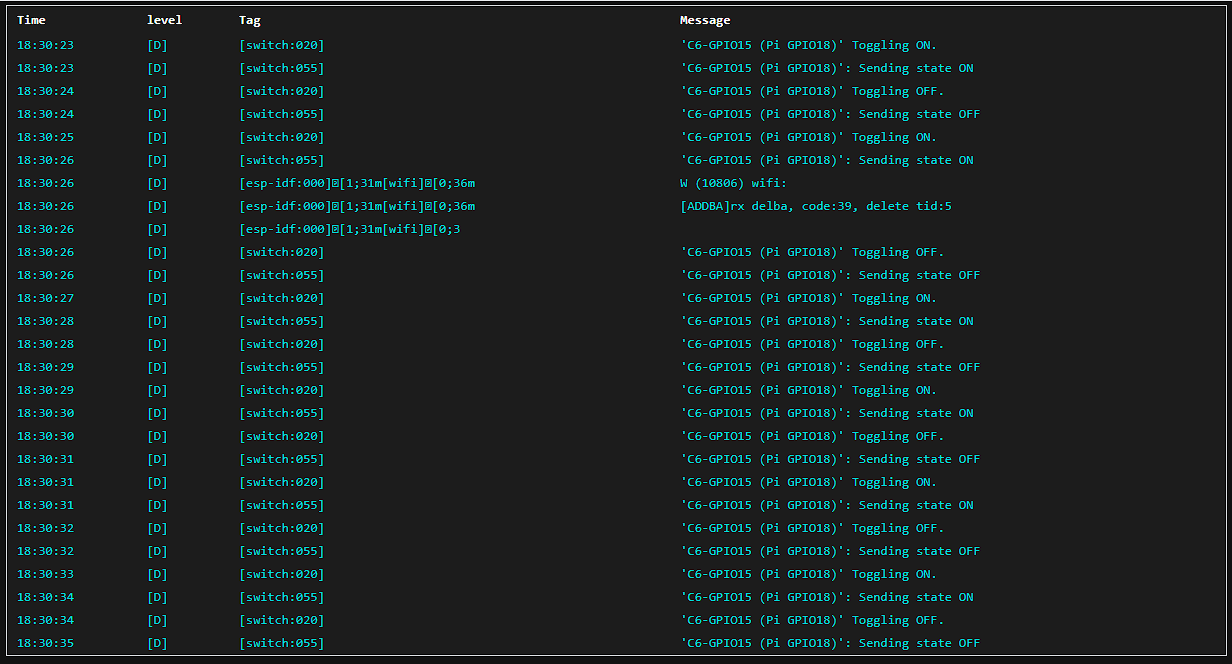 Time level Tag Message
18:30:23 [D] [switch:020] 'C6-GPIO15 (Pi GPIO18)' Toggling ON.
18:30:23 [D] [switch:055] 'C6-GPIO15 (Pi GPIO18)': Sending state ON
18:30:24 [D] [switch:020] 'C6-GPIO15 (Pi GPIO18)' Toggling OFF.
18:30:24 [D] [switch:055] 'C6-GPIO15 (Pi GPIO18)': Sending state OFF
18:30:25 [D] [switch:020] 'C6-GPIO15 (Pi GPIO18)' Toggling ON.
18:30:26 [D] [switch:055] 'C6-GPIO15 (Pi GPIO18)': Sending state ON
18:30:26 [D] [esp-idf:000]␛[1;31m[wifi]␛[0;36m W (10806) wifi:
18:30:26 [D] [esp-idf:000]␛[1;31m[wifi]␛[0;36m [ADDBA]rx delba, code:39, delete tid:5
18:30:26 [D] [esp-idf:000]␛[1;31m[wifi]␛[0;3
18:30:26 [D] [switch:020] 'C6-GPIO15 (Pi GPIO18)' Toggling OFF.
18:30:26 [D] [switch:055] 'C6-GPIO15 (Pi GPIO18)': Sending state OFF
18:30:27 [D] [switch:020] 'C6-GPIO15 (Pi GPIO18)' Toggling ON.
18:30:28 [D] [switch:055] 'C6-GPIO15 (Pi GPIO18)': Sending state ON
18:30:28 [D] [switch:020] 'C6-GPIO15 (Pi GPIO18)' Toggling OFF.
18:30:29 [D] [switch:055] 'C6-GPIO15 (Pi GPIO18)': Sending state OFF
18:30:29 [D] [switch:020] 'C6-GPIO15 (Pi GPIO18)' Toggling ON.
18:30:30 [D] [switch:055] 'C6-GPIO15 (Pi GPIO18)': Sending state ON
18:30:30 [D] [switch:020] 'C6-GPIO15 (Pi GPIO18)' Toggling OFF.
18:30:31 [D] [switch:055] 'C6-GPIO15 (Pi GPIO18)': Sending state OFF
18:30:31 [D] [switch:020] 'C6-GPIO15 (Pi GPIO18)' Toggling ON.
18:30:31 [D] [switch:055] 'C6-GPIO15 (Pi GPIO18)': Sending state ON
18:30:32 [D] [switch:020] 'C6-GPIO15 (Pi GPIO18)' Toggling OFF.
18:30:32 [D] [switch:055] 'C6-GPIO15 (Pi GPIO18)': Sending state OFF
18:30:33 [D] [switch:020] 'C6-GPIO15 (Pi GPIO18)' Toggling ON.
18:30:34 [D] [switch:055] 'C6-GPIO15 (Pi GPIO18)': Sending state ON
18:30:34 [D] [switch:020] 'C6-GPIO15 (Pi GPIO18)' Toggling OFF.
18:30:35 [D] [switch:055] 'C6-GPIO15 (Pi GPIO18)': Sending state OFF